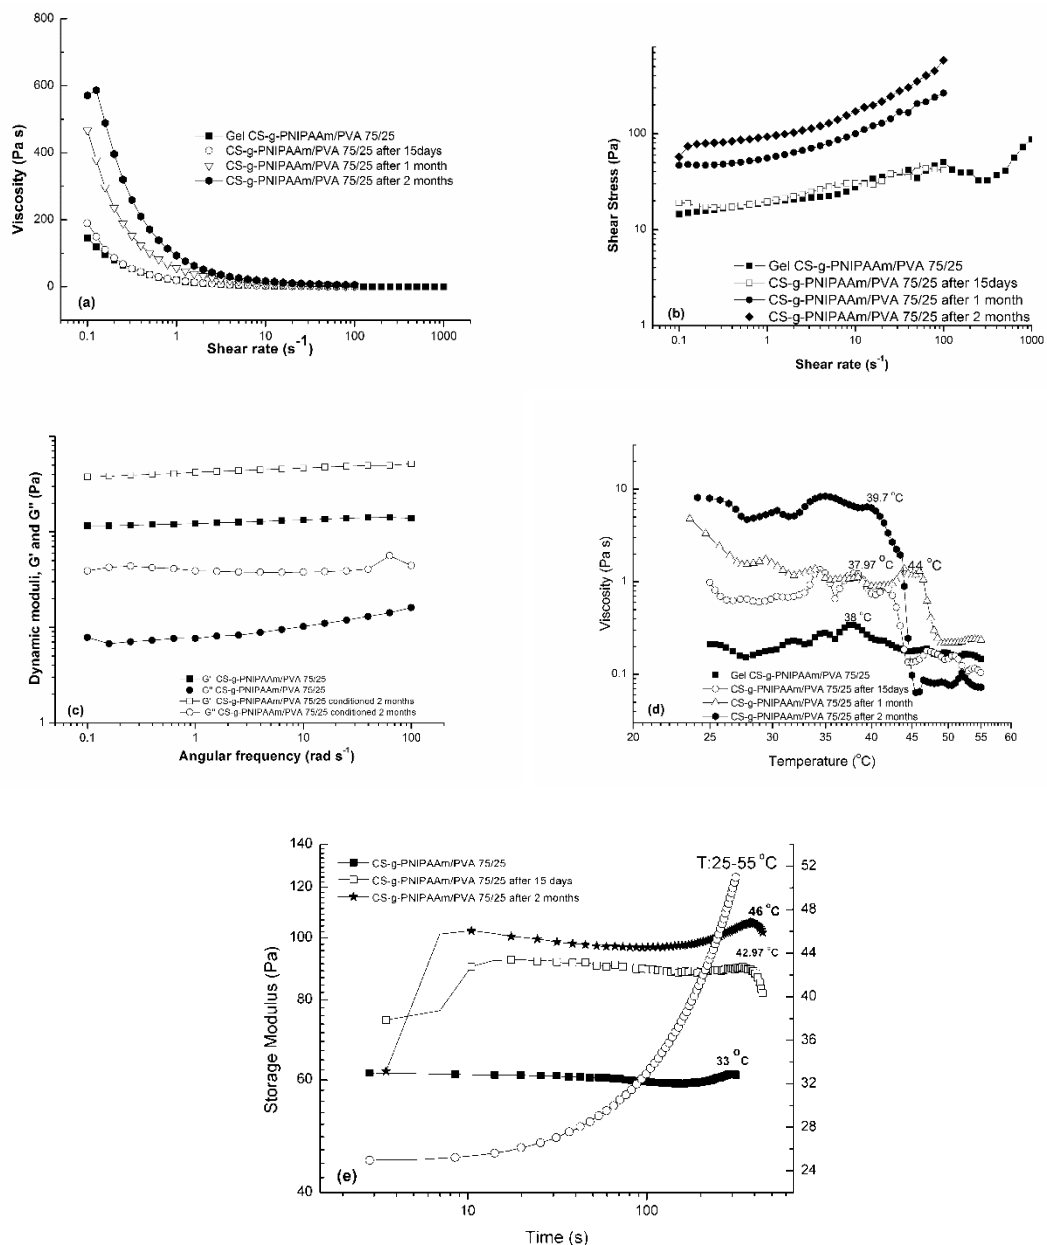 800
600
400
200
0
Viscosity (Pa s)
Gel CS-g-PNIPAAm/PVA 75/25
CS-g-PNIPAAm/PVA 75/25 after 15days
CS-g-PNIPAAm/PVA 75/25 after 1 month
CS-g-PNIPAAm/PVA 75/25 after 2 months
(a)
0.1 1 10 100 1000
Shear rate (s⁻¹)
100
10
1
Shear Stress (Pa)
Gel CS-g-PNIPAAm/PVA 75/25
CS-g-PNIPAAm/PVA 75/25 after 15days
CS-g-PNIPAAm/PVA 75/25 after 1 month
CS-g-PNIPAAm/PVA 75/25 after 2 months
(b)
0.1 1 10 100 1000
Shear rate (s⁻¹)
Dynamic moduli, G' and G" (Pa)
1
G' CS-g-PNIPAAm/PVA 75/25
G" CS-g-PNIPAAm/PVA 75/25
G' CS-g-PNIPAAm/PVA 75/25 conditioned 2 months
G" CS-g-PNIPAAm/PVA 75/25 conditioned 2 months
(c)
0.1 1 10 100
Angular frequency (rad s⁻¹)
10
1
0.1
Viscosity (Pa s)
39.7 °C
37.97 °C
44 °C
38 °C
Gel CS-g-PNIPAAm/PVA 75/25
CS-g-PNIPAAm/PVA 75/25 after 15days
CS-g-PNIPAAm/PVA 75/25 after 1 month
CS-g-PNIPAAm/PVA 75/25 after 2 months
(d)
20 25 30 35 40 45 50 55 60
Temperature (°C)
140
120
100
80
60
40
Storage Modulus (Pa)
CS-g-PNIPAAm/PVA 75/25
CS-g-PNIPAAm/PVA 75/25 after 15 days
CS-g-PNIPAAm/PVA 75/25 after 2 months
T:25-55 °C
46 °C
42.97 °C
33 °C
52
48
44
40
36
32
28
24
(e)
10 100
Time (s)